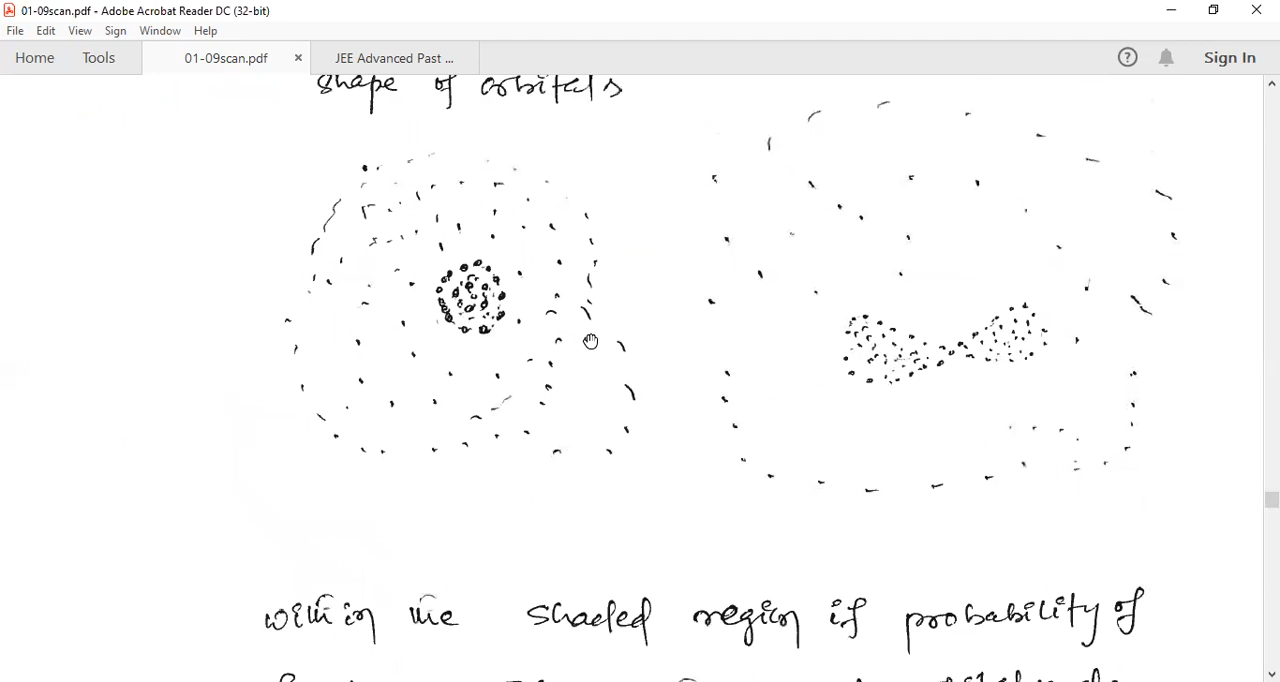 01-09scan.pdf - Adobe Acrobat Reader DC (32-bit)
File Edit View Sign Window Help
Home Tools 01-09scan.pdf × JEE Advanced Past ... Sign In
shape of orbitals
within the shaded region if probability of